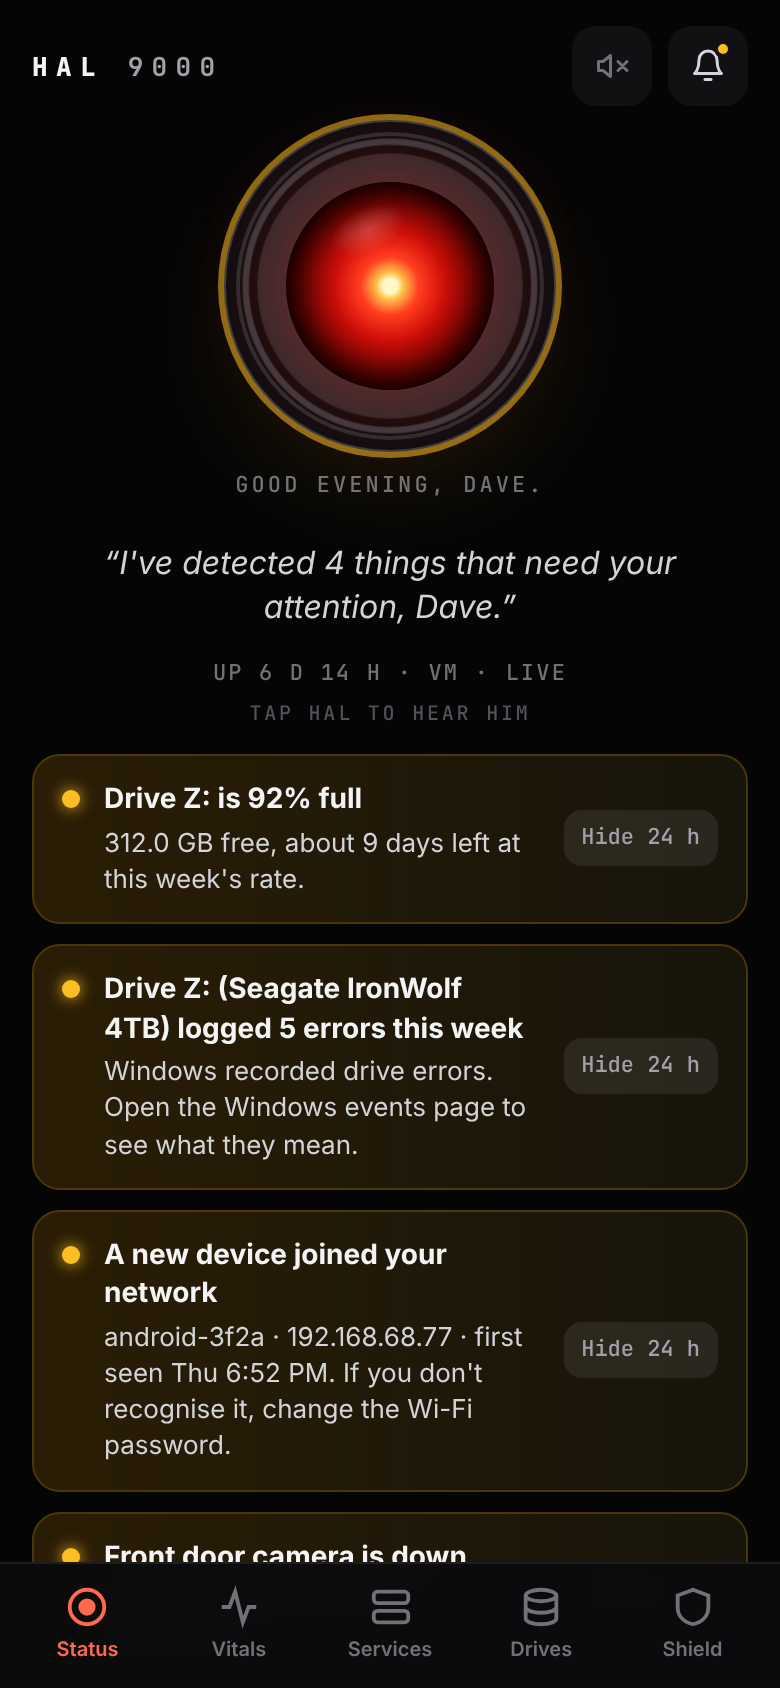 HAL 9000
GOOD EVENING, DAVE.
“I've detected 4 things that need your
attention, Dave.”
UP 6 D 14 H · VM · LIVE
TAP HAL TO HEAR HIM
Drive Z: is 92% full
312.0 GB free, about 9 days left at
this week's rate.
Hide 24 h
Drive Z: (Seagate IronWolf
4TB) logged 5 errors this week
Windows recorded drive errors.
Open the Windows events page to
see what they mean.
Hide 24 h
A new device joined your
network
android-3f2a · 192.168.68.77 · first
seen Thu 6:52 PM. If you don't
recognise it, change the Wi-Fi
password.
Hide 24 h
Front door camera is down
Status
Vitals
Services
Drives
Shield